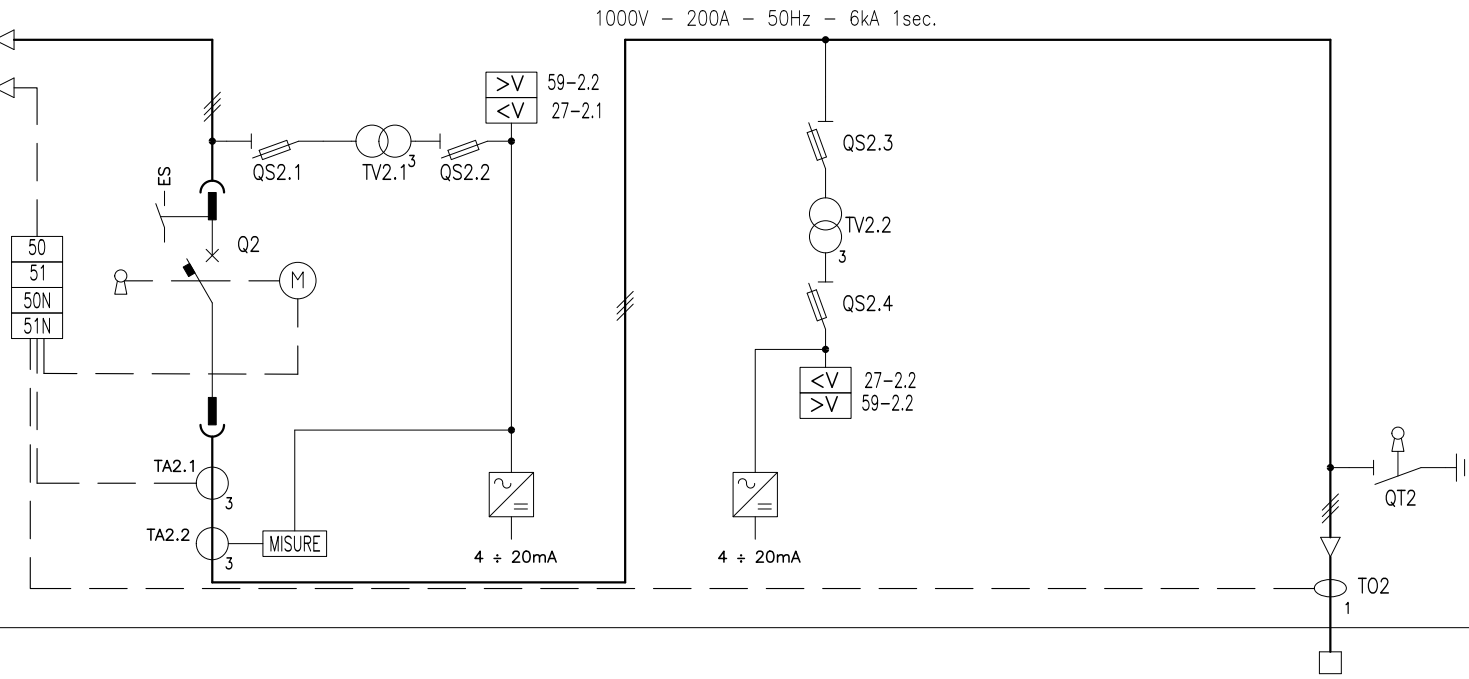 1000V - 200A - 50Hz - 6kA 1sec.
>V 59-2.2
<V 27-2.1
QS2.1
TV2.1 3
QS2.2
QS2.3
ES
TV2.2
3
Q2
50
51
50N
51N
M
QS2.4
<V 27-2.2
>V 59-2.2
TA2.1
3
TA2.2
3
MISURE
4 ÷ 20mA
4 ÷ 20mA
QT2
TO2
1